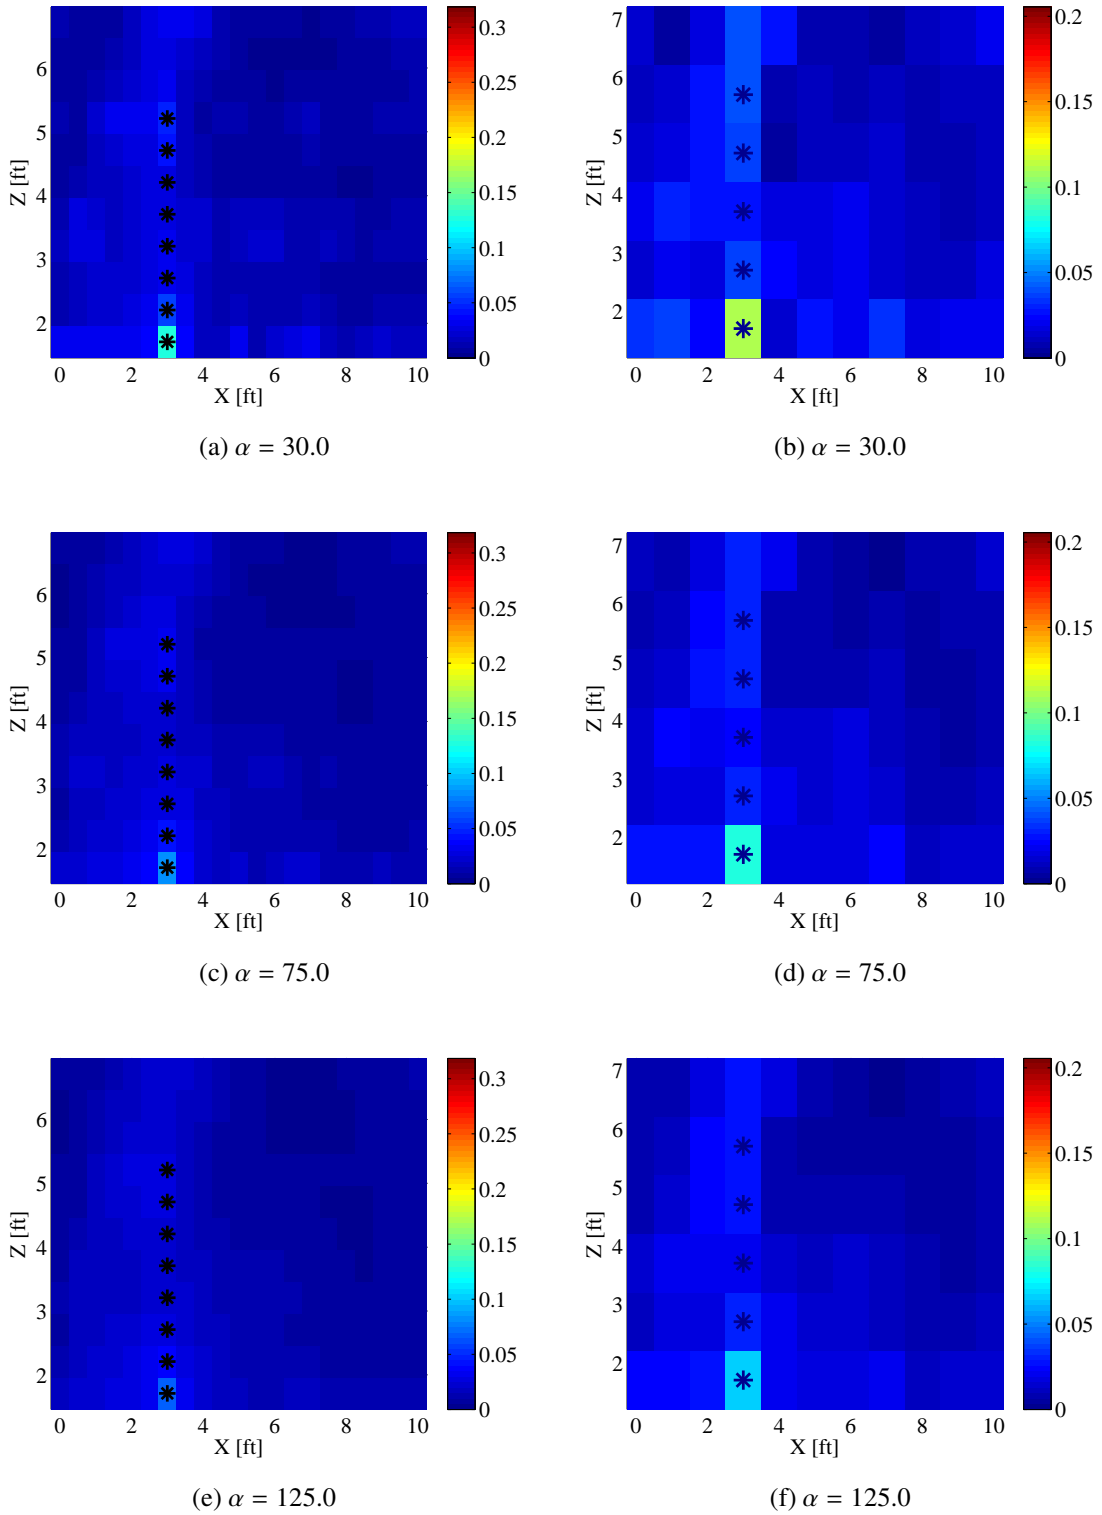 6
5
4
3
2
Z [ft]
0 2 4 6 8 10
X [ft]
0.3
0.25
0.2
0.15
0.1
0.05
0
(a) α = 30.0
7
6
5
4
3
2
Z [ft]
0 2 4 6 8 10
X [ft]
0.2
0.15
0.1
0.05
0
(b) α = 30.0
6
5
4
3
2
Z [ft]
0 2 4 6 8 10
X [ft]
0.3
0.25
0.2
0.15
0.1
0.05
0
(c) α = 75.0
7
6
5
4
3
2
Z [ft]
0 2 4 6 8 10
X [ft]
0.2
0.15
0.1
0.05
0
(d) α = 75.0
6
5
4
3
2
Z [ft]
0 2 4 6 8 10
X [ft]
0.3
0.25
0.2
0.15
0.1
0.05
0
(e) α = 125.0
7
6
5
4
3
2
Z [ft]
0 2 4 6 8 10
X [ft]
0.2
0.15
0.1
0.05
0
(f) α = 125.0